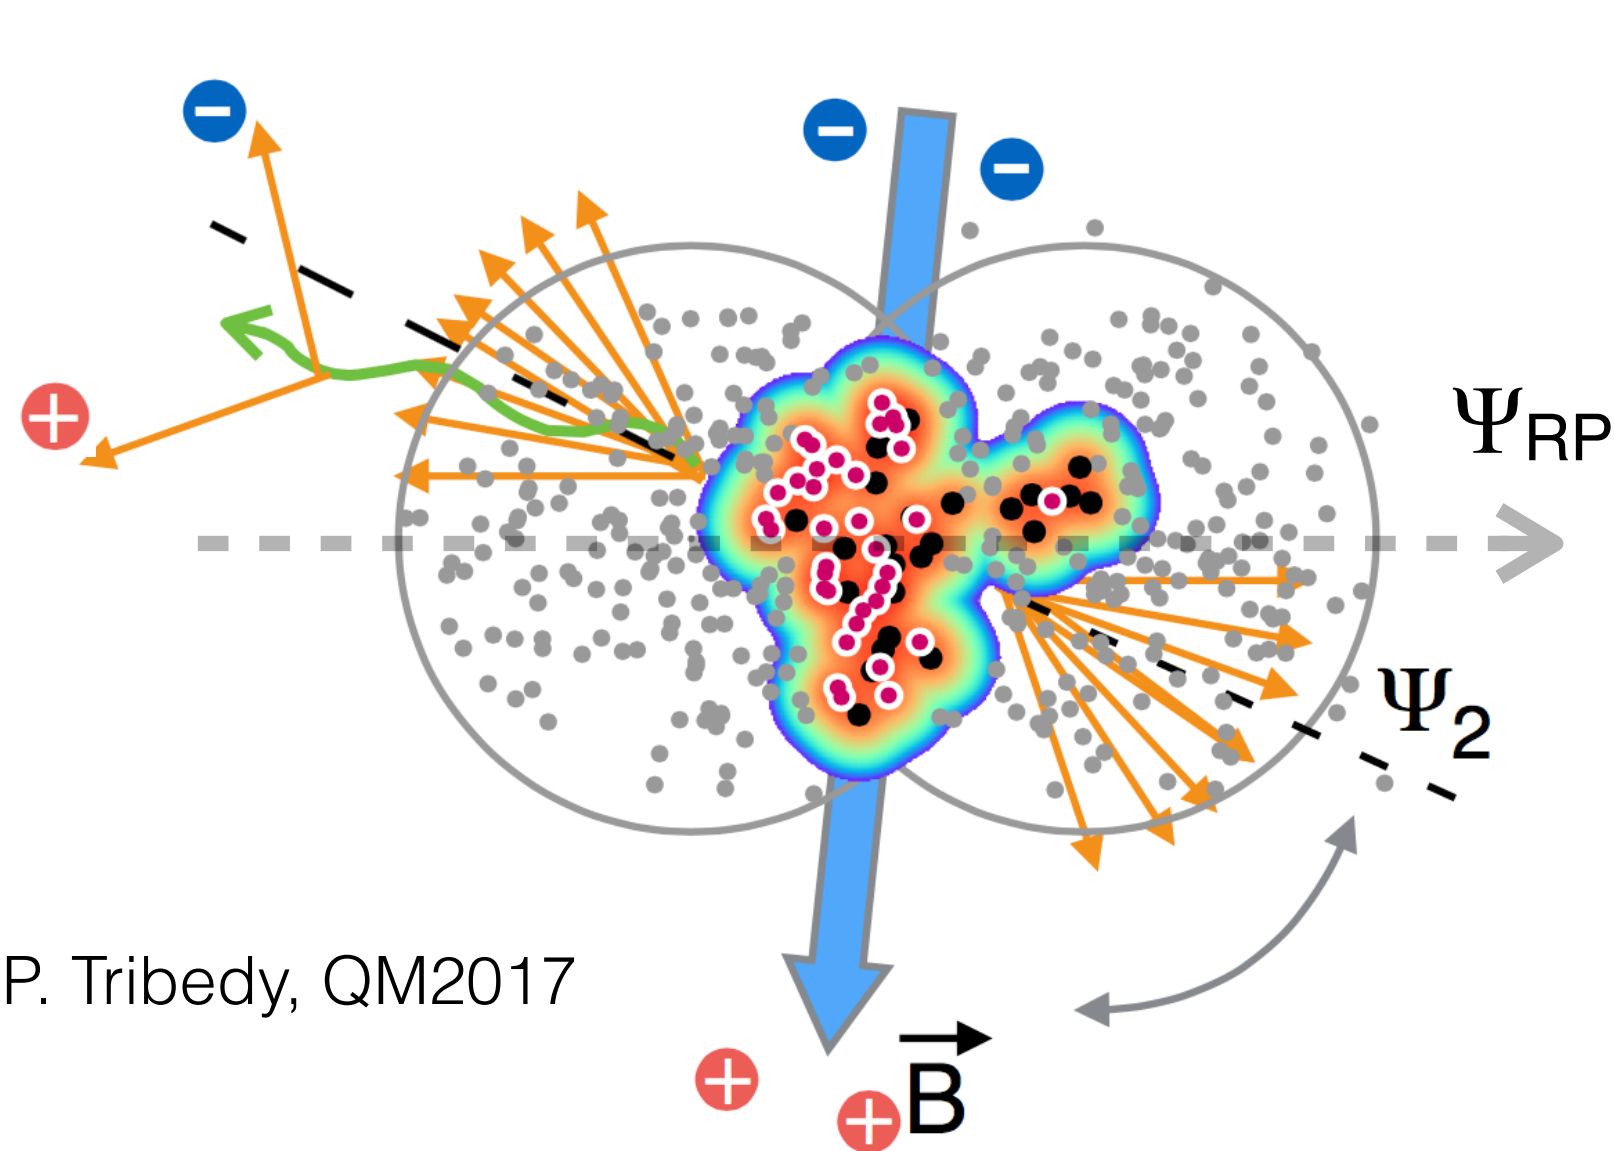 −
−
−
+
Ψ_RP
Ψ_2
P. Tribedy, QM2017
B⃗
+
+